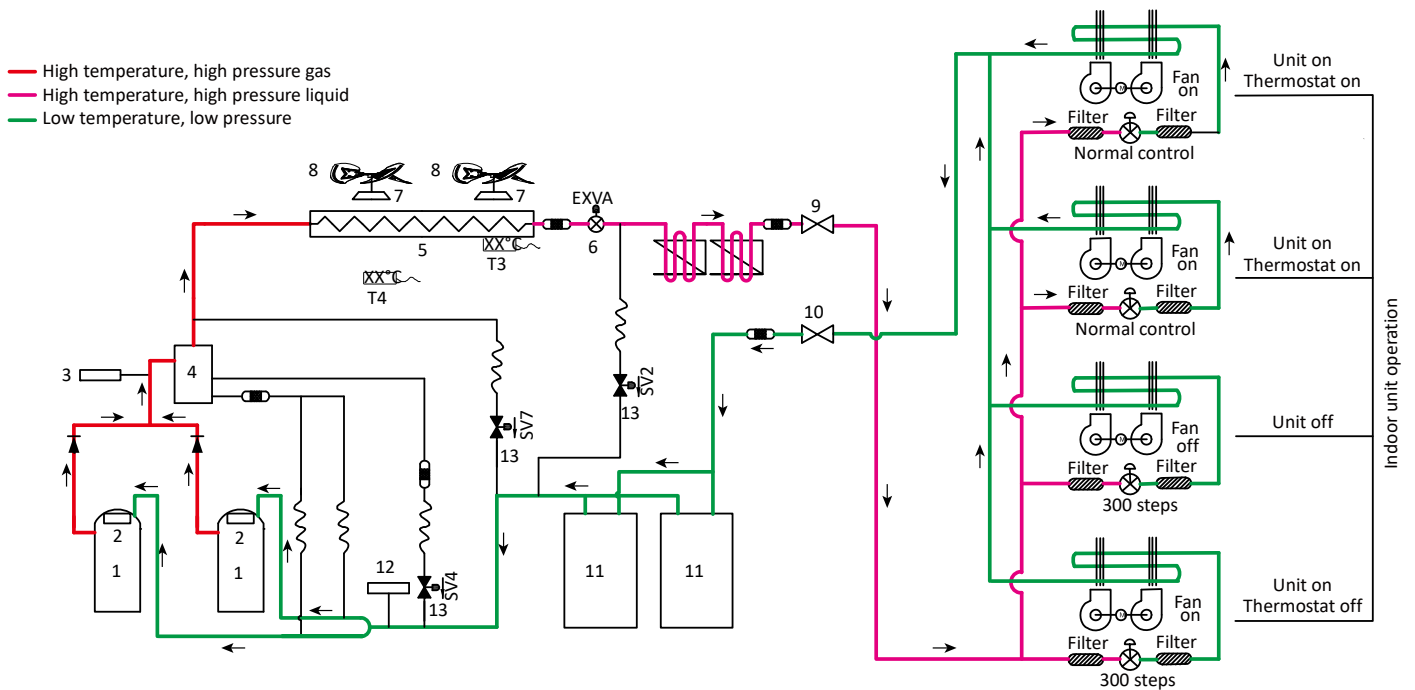 High temperature, high pressure gas
High temperature, high pressure liquid
Low temperature, low pressure
8
7
8
7
EXVA
6
5
XX°C
T3
XX°C
T4
9
10
3
4
SV2
13
SV7
13
2
1
2
1
12
SV4
13
11
11
M
Fan
on
Filter
Filter
Normal control
Unit on
Thermostat on
M
Fan
on
Filter
Filter
Normal control
Unit on
Thermostat on
M
Fan
off
Filter
Filter
300 steps
Unit off
M
Fan
on
Filter
Filter
300 steps
Unit on
Thermostat off
Indoor unit operation